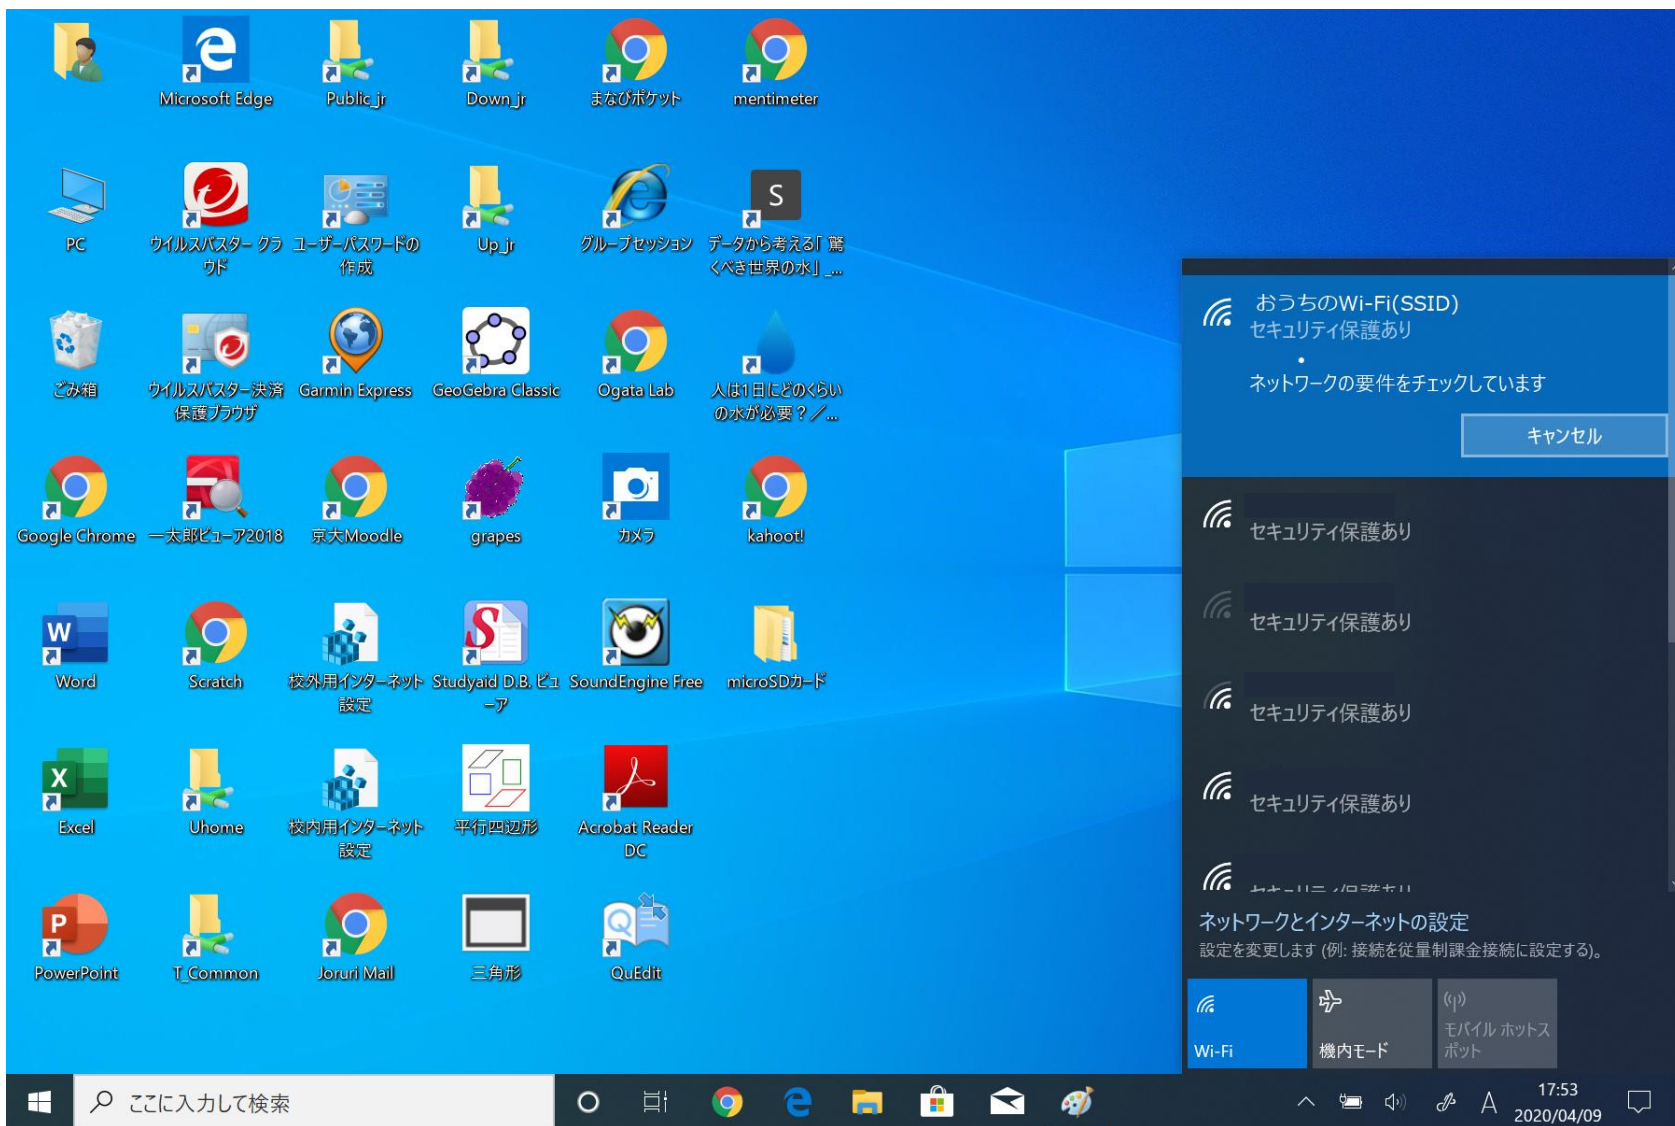 Microsoft Edge
Public_jr
Down_jr
まなびポケット
mentimeter
PC
ウイルスバスター クラ
ウド
ユーザーパスワードの
作成
Up_jr
グループセッション
S
データから考える「驚
くべき世界の水」_...
ごみ箱
ウイルスバスター決済
保護ブラウザ
Garmin Express
GeoGebra Classic
Ogata Lab
人は1日にどのくらい
の水が必要？／...
Google Chrome
一太郎ビューア2018
京大Moodle
grapes
カメラ
kahoot!
Word
Scratch
校外用インターネット
設定
Studyaid D.B. ビュ
ーア
SoundEngine Free
microSDカード
Excel
Uhome
校内用インターネット
設定
平行四辺形
Acrobat Reader
DC
PowerPoint
T_Common
Joruri Mail
三角形
QuEdit
おうちのWi-Fi(SSID)
セキュリティ保護あり
ネットワークの要件をチェックしています
キャンセル
セキュリティ保護あり
セキュリティ保護あり
セキュリティ保護あり
セキュリティ保護あり
ネットワークとインターネットの設定
設定を変更します (例: 接続を従量制課金接続に設定する)。
Wi-Fi
機内モード
モバイル ホットス
ポット
ここに入力して検索
A
17:53
2020/04/09